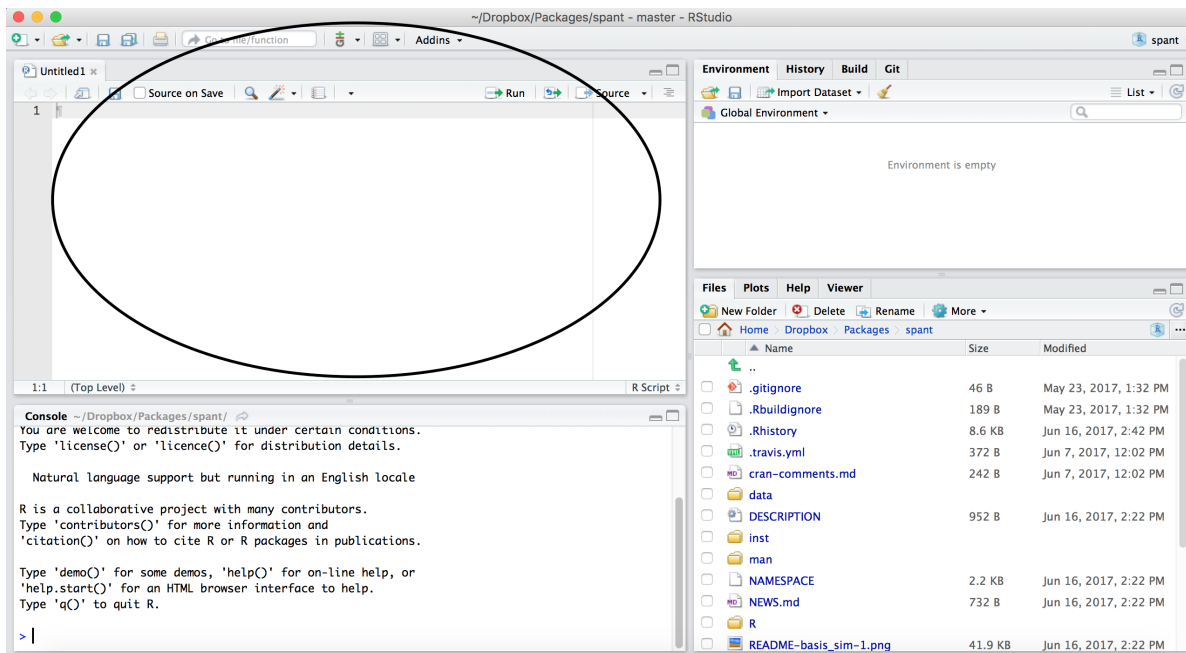 ~/Dropbox/Packages/spant - master - RStudio
Go to file/function
Addins
spant
Untitled1
Source on Save
Run
Source
1
1:1 (Top Level)
R Script
Console ~/Dropbox/Packages/spant/
You are welcome to redistribute it under certain conditions.
Type 'license()' or 'licence()' for distribution details.
Natural language support but running in an English locale
R is a collaborative project with many contributors.
Type 'contributors()' for more information and
'citation()' on how to cite R or R packages in publications.
Type 'demo()' for some demos, 'help()' for on-line help, or
'help.start()' for an HTML browser interface to help.
Type 'q()' to quit R.
>
Environment History Build Git
Import Dataset
List
Global Environment
Environment is empty
Files Plots Help Viewer
New Folder Delete Rename More
Home Dropbox Packages spant
Name Size Modified
..
.gitignore 46 B May 23, 2017, 1:32 PM
.Rbuildignore 189 B May 23, 2017, 1:32 PM
.Rhistory 8.6 KB Jun 16, 2017, 2:42 PM
.travis.yml 372 B Jun 7, 2017, 12:02 PM
cran-comments.md 242 B Jun 7, 2017, 12:02 PM
data
DESCRIPTION 952 B Jun 16, 2017, 2:22 PM
inst
man
NAMESPACE 2.2 KB Jun 16, 2017, 2:22 PM
NEWS.md 732 B Jun 16, 2017, 2:22 PM
R
README-basis_sim-1.png 41.9 KB Jun 16, 2017, 2:22 PM